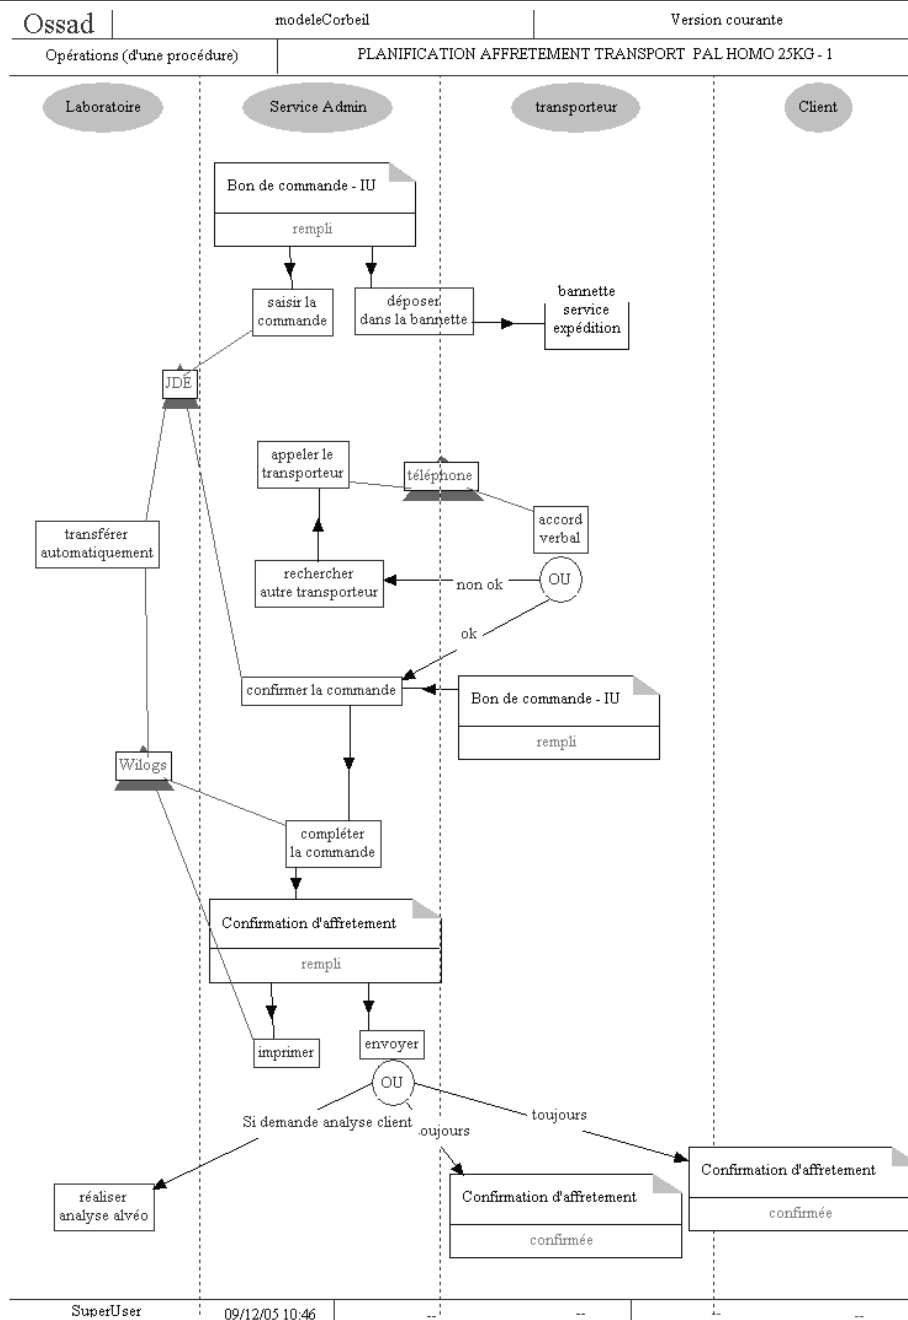 Ossad
modeleCorbeil
Version courante
Opérations (d'une procédure)
PLANIFICATION AFFRETEMENT TRANSPORT PAL HOMO 25KG - 1
Laboratoire
Service Admin
transporteur
Client
Bon de commande - IU
rempli
saisir la
commande
déposer
dans la bannette
bannette
service
expédition
JDE
appeler le
transporteur
téléphone
accord
verbal
transférer
automatiquement
rechercher
autre transporteur
non ok
OU
ok
confirmer la commande
Bon de commande - IU
rempli
Wilogs
compléter
la commande
Confirmation d'affretement
rempli
imprimer
envoyer
OU
Si demande analyse client
oujours
toujours
réaliser
analyse alvéo
Confirmation d'affretement
confirmée
Confirmation d'affretement
confirmée
SuperUser
09/12/05 10:46
--
--
--
--